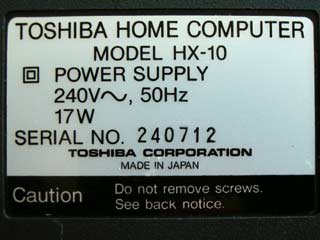 TOSHIBA HOME COMPUTER
MODEL HX-10
POWER SUPPLY
240V～, 50Hz
17W
SERIAL NO. 240712
TOSHIBA CORPORATION
MADE IN JAPAN
Caution Do not remove screws.
See back notice.